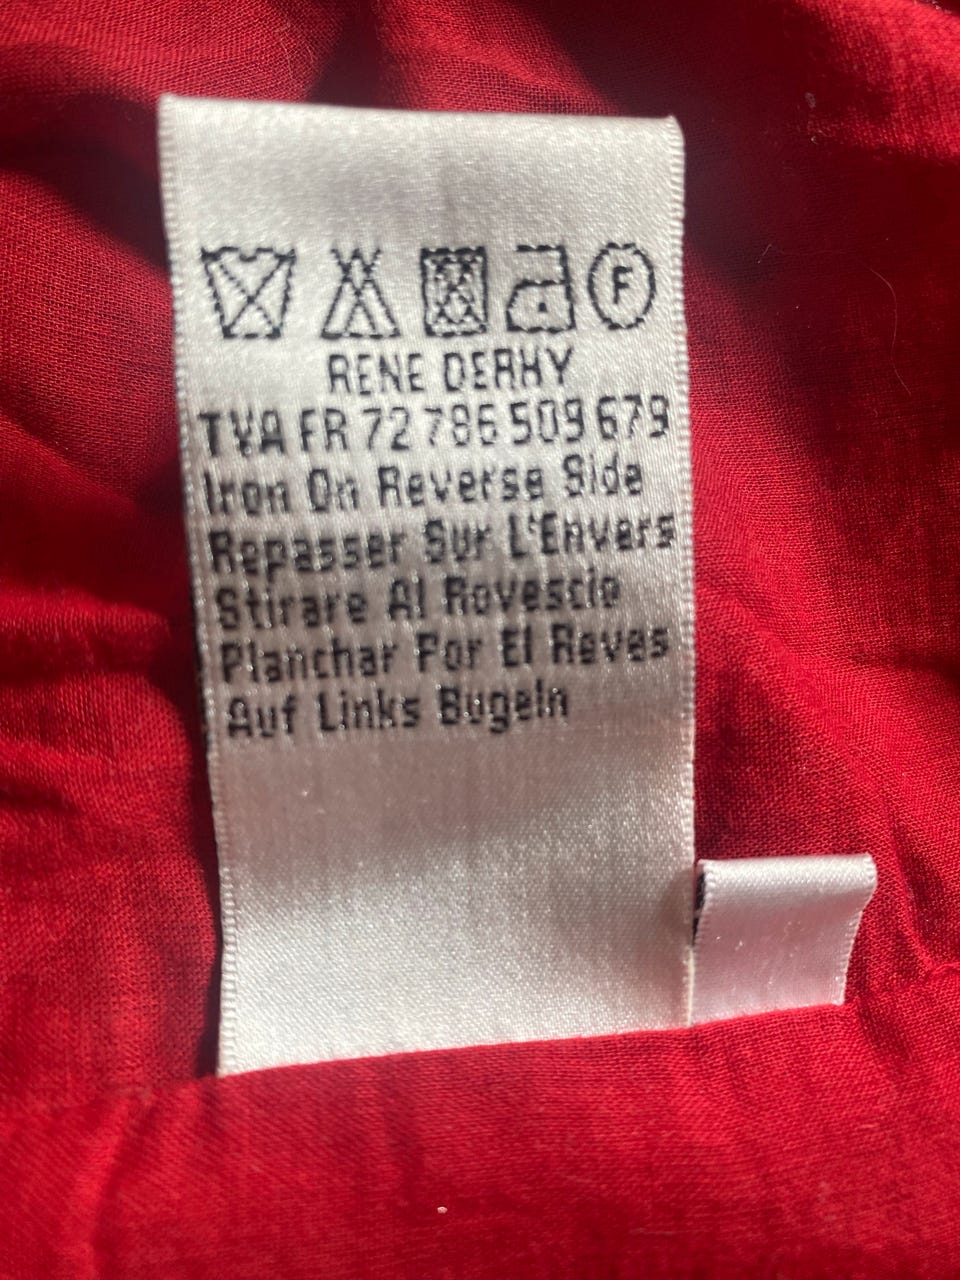 F
RENE DERHY
TVA FR 72 786 509 679
Iron On Reverse Side
Repasser Sur L'Envers
Stirare Al Rovescio
Planchar Por El Reves
Auf Links Bugeln